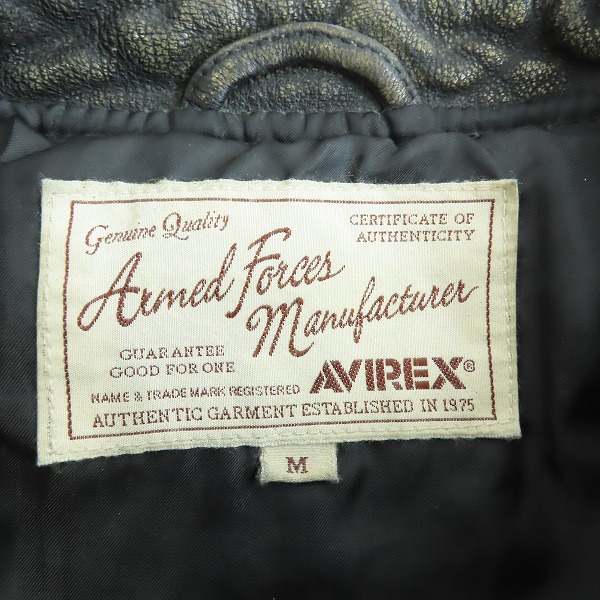 Genuine Quality
CERTIFICATE OF
AUTHENTICITY
Armed Forces
Manufacturer
GUARANTEE
GOOD FOR ONE
AVIREX®
NAME & TRADE MARK REGISTERED
AUTHENTIC GARMENT ESTABLISHED IN 1975
M